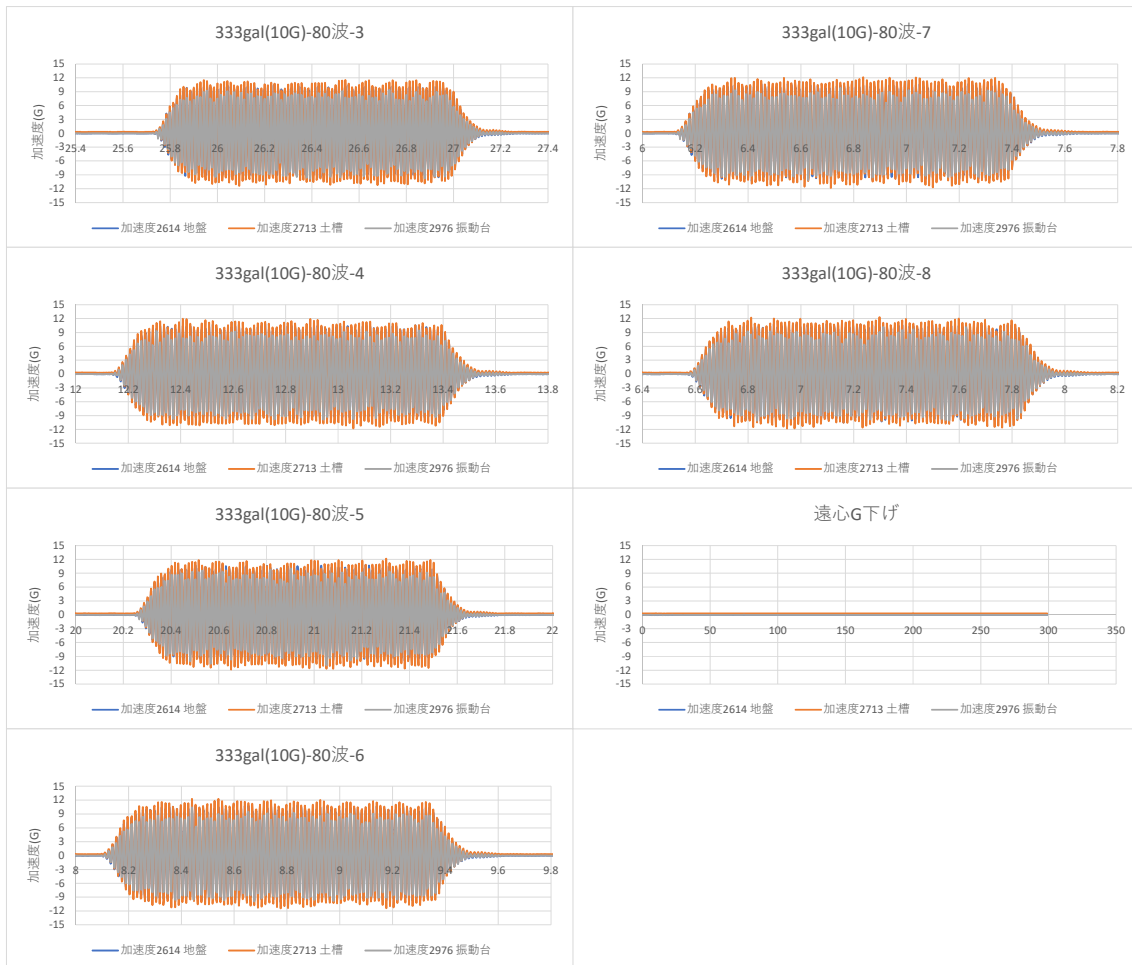 333gal(10G)-80波-3
加速度(G)
15
12
9
6
3
0
-3
-6
-9
-12
-15
25.4 25.6 25.8 26 26.2 26.4 26.6 26.8 27 27.2 27.4
加速度2614 地盤 加速度2713 土槽 加速度2976 振動台
333gal(10G)-80波-7
加速度(G)
15
12
9
6
3
0
-3
-6
-9
-12
-15
6 6.2 6.4 6.6 6.8 7 7.2 7.4 7.6 7.8
加速度2614 地盤 加速度2713 土槽 加速度2976 振動台
333gal(10G)-80波-4
加速度(G)
15
12
9
6
3
0
-3
-6
-9
-12
-15
12 12.2 12.4 12.6 12.8 13 13.2 13.4 13.6 13.8
加速度2614 地盤 加速度2713 土槽 加速度2976 振動台
333gal(10G)-80波-8
加速度(G)
15
12
9
6
3
0
-3
-6
-9
-12
-15
6.4 6.6 6.8 7 7.2 7.4 7.6 7.8 8 8.2
加速度2614 地盤 加速度2713 土槽 加速度2976 振動台
333gal(10G)-80波-5
加速度(G)
15
12
9
6
3
0
-3
-6
-9
-12
-15
20 20.2 20.4 20.6 20.8 21 21.2 21.4 21.6 21.8 22
加速度2614 地盤 加速度2713 土槽 加速度2976 振動台
遠心G下げ
加速度(G)
15
12
9
6
3
0
-3
-6
-9
-12
-15
0 50 100 150 200 250 300 350
加速度2614 地盤 加速度2713 土槽 加速度2976 振動台
333gal(10G)-80波-6
加速度(G)
15
12
9
6
3
0
-3
-6
-9
-12
-15
8 8.2 8.4 8.6 8.8 9 9.2 9.4 9.6 9.8
加速度2614 地盤 加速度2713 土槽 加速度2976 振動台